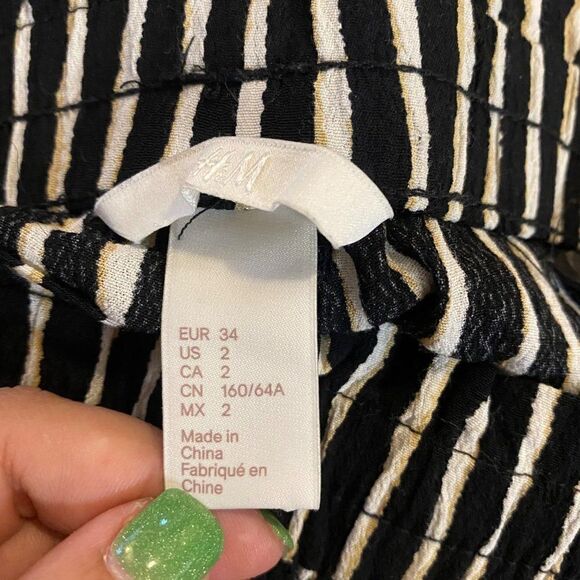 H&M
EUR 34
US 2
CA 2
CN 160/64A
MX 2
Made in
China
Fabriqué en
Chine